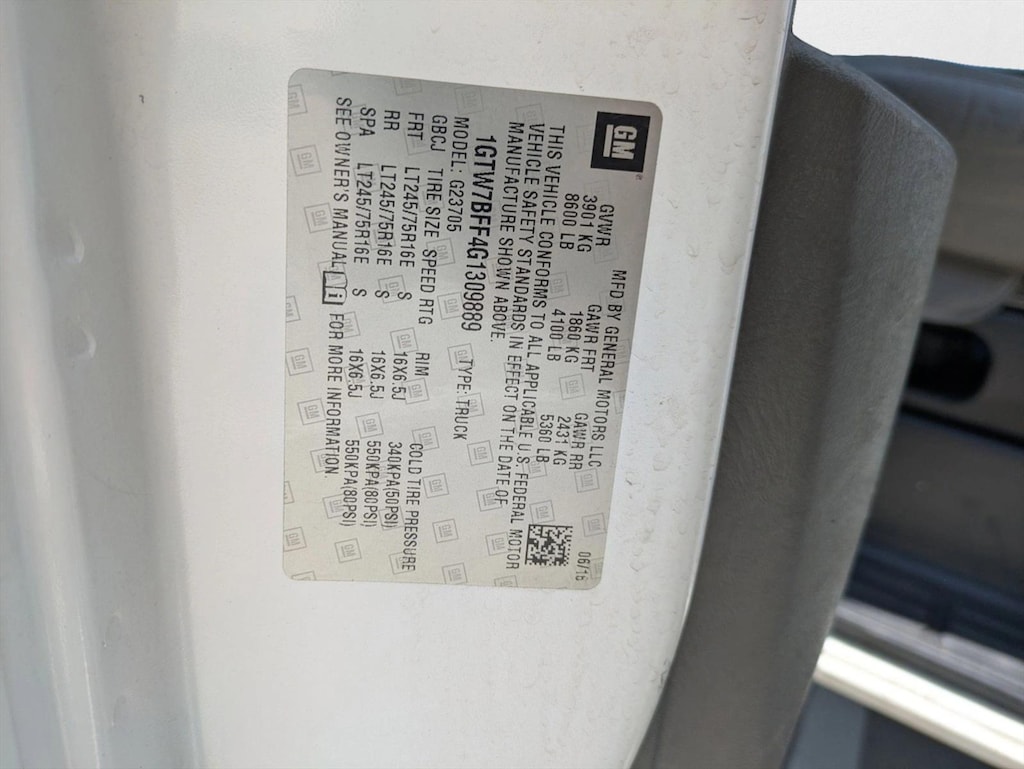 GM
MFD BY GENERAL MOTORS LLC 06/16
GVWR GAWR FRT GAWR RR
3901 KG 1860 KG 2431 KG
8600 LB 4100 LB 5360 LB
THIS VEHICLE CONFORMS TO ALL APPLICABLE U.S. FEDERAL MOTOR
VEHICLE SAFETY STANDARDS IN EFFECT ON THE DATE OF
MANUFACTURE SHOWN ABOVE.
1GTW7BFF4G1309889 TYPE: TRUCK
MODEL: G23705
GBCJ TIRE SIZE SPEED RTG RIM COLD TIRE PRESSURE
FRT LT245/75R16E S 16X6.5J 340KPA(50PSI)
RR LT245/75R16E S 16X6.5J 550KPA(80PSI)
SPA LT245/75R16E S 16X6.5J 550KPA(80PSI)
SEE OWNER'S MANUAL FOR MORE INFORMATION.